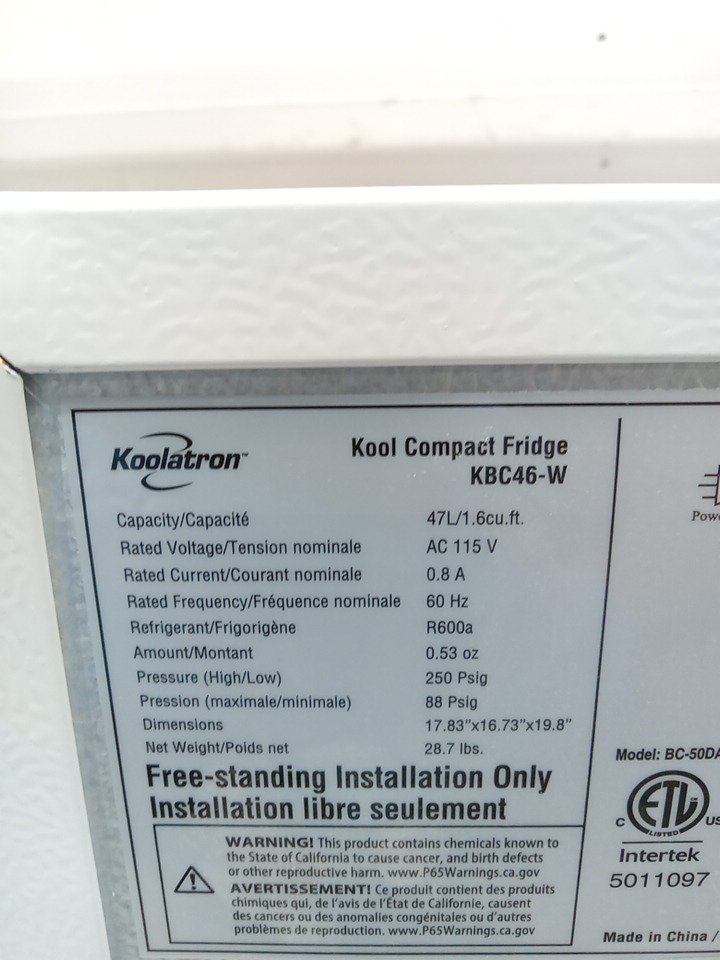 Koolatron™
Kool Compact Fridge
KBC46-W
Capacity/Capacité 47L/1.6cu.ft.
Rated Voltage/Tension nominale AC 115 V
Rated Current/Courant nominale 0.8 A
Rated Frequency/Fréquence nominale 60 Hz
Refrigerant/Frigorigène R600a
Amount/Montant 0.53 oz
Pressure (High/Low) 250 Psig
Pression (maximale/minimale) 88 Psig
Dimensions 17.83”x16.73”x19.8”
Net Weight/Poids net 28.7 lbs.
Free-standing Installation Only
Installation libre seulement
WARNING! This product contains chemicals known to
the State of California to cause cancer, and birth defects
or other reproductive harm. www.P65Warnings.ca.gov
AVERTISSEMENT! Ce produit contient des produits
chimiques qui, de l'avis de l'État de Californie, causent
des cancers ou des anomalies congénitales ou d'autres
problèmes de reproduction. www.P65Warnings.ca.gov
Powe
Model: BC-50DA
C ETL US
LISTED
Intertek
5011097
Made in China /